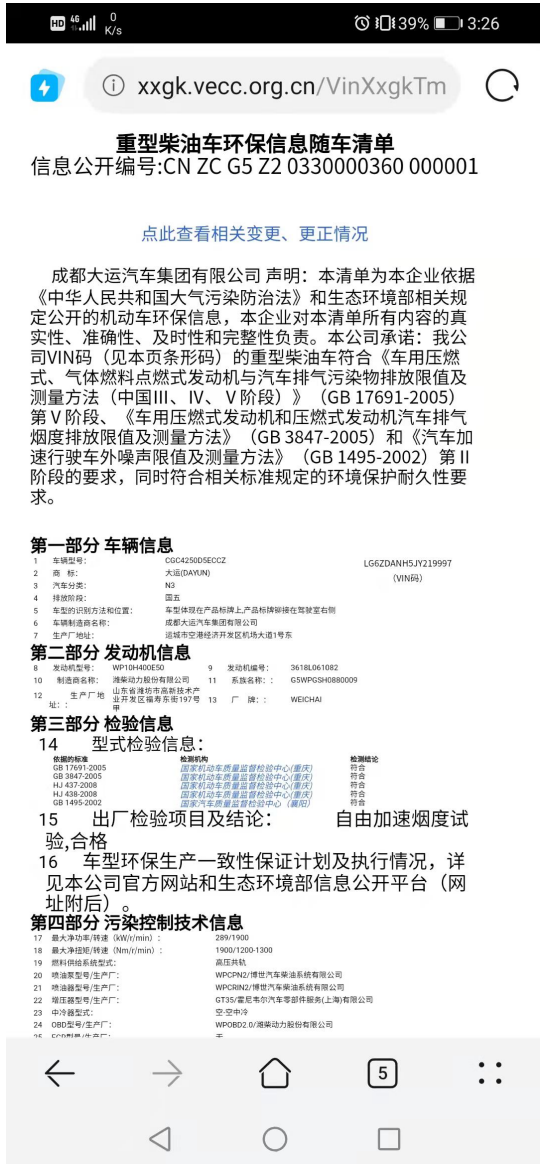 HD 46 0 K/s 39% 3:26
xxgk.vecc.org.cn/VinXxgkTm
重型柴油车环保信息随车清单
信息公开编号:CN ZC G5 Z2 0330000360 000001
点此查看相关变更、更正情况
成都大运汽车集团有限公司 声明：本清单为本企业依据
《中华人民共和国大气污染防治法》和生态环境部相关规
定公开的机动车环保信息，本企业对本清单所有内容的真
实性、准确性、及时性和完整性负责。本公司承诺：我公
司VIN码（见本页条形码）的重型柴油车符合《车用压燃
式、气体燃料点燃式发动机与汽车排气污染物排放限值及
测量方法（中国Ⅲ、Ⅳ、Ⅴ阶段）》（GB 17691-2005）
第Ⅴ阶段、《车用压燃式发动机和压燃式发动机汽车排气
烟度排放限值及测量方法》（GB 3847-2005）和《汽车加
速行驶车外噪声限值及测量方法》（GB 1495-2002）第Ⅱ
阶段的要求，同时符合相关标准规定的环境保护耐久性要
求。
第一部分 车辆信息
1 车辆型号： CGC4250D5ECCZ
LG6ZDANH5JY219997
2 商 标： 大运(DAYUN)
(VIN码)
3 汽车分类： N3
4 排放阶段： 国五
5 车型的识别方法和位置： 车型体现在产品标牌上,产品标牌铆接在驾驶室右侧
6 车辆制造商名称： 成都大运汽车集团有限公司
7 生产厂地址： 运城市空港经济开发区机场大道1号东
第二部分 发动机信息
8 发动机型号： WP10H400E50 9 发动机编号： 3618L061082
10 制造商名称： 潍柴动力股份有限公司 11 系族名称：： G5WPGSH0880009
12 生产厂地址：： 山东省潍坊市高新技术产业开发区福寿东街197号甲 13 厂 牌：： WEICHAI
第三部分 检验信息
14 型式检验信息：
依据的标准 检测机构 检测结论
GB 17691-2005 国家机动车质量监督检验中心(重庆) 符合
GB 3847-2005 国家机动车质量监督检验中心(重庆) 符合
HJ 437-2008 国家机动车质量监督检验中心(重庆) 符合
HJ 438-2008 国家机动车质量监督检验中心(重庆) 符合
GB 1495-2002 国家汽车质量监督检验中心（襄阳） 符合
15 出厂检验项目及结论： 自由加速烟度试
验,合格
16 车型环保生产一致性保证计划及执行情况，详
见本公司官方网站和生态环境部信息公开平台（网
址附后）。
第四部分 污染控制技术信息
17 最大净功率/转速（kW/r/min）： 289/1900
18 最大净扭矩/转速（Nm/r/min）： 1900/1200-1300
19 燃料供给系统型式： 高压共轨
20 喷油泵型号/生产厂： WPCPN2/博世汽车柴油系统有限公司
21 喷油器型号/生产厂： WPCRIN2/博世汽车柴油系统有限公司
22 增压器型号/生产厂： GT35/霍尼韦尔汽车零部件服务(上海)有限公司
23 中冷器型式： 空-空中冷
24 OBD型号/生产厂： WPOBD2.0/潍柴动力股份有限公司
5